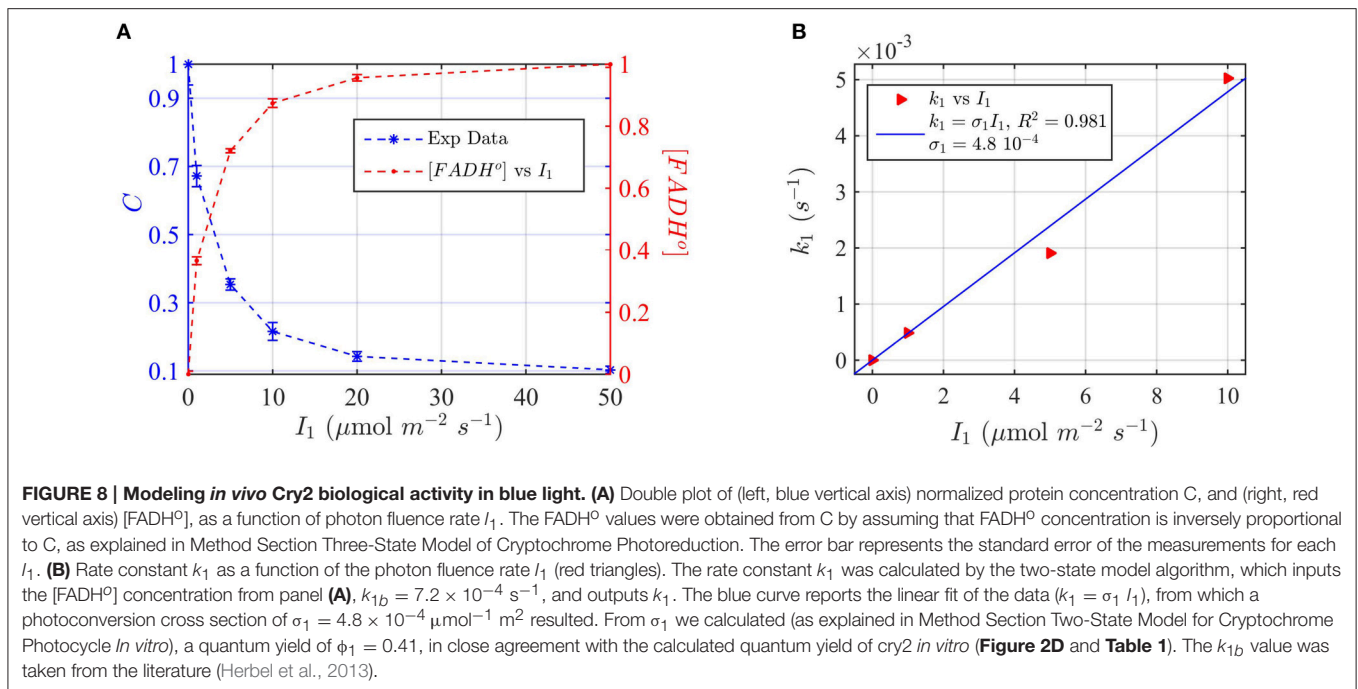 A
1
0.9
0.7
0.5
0.3
0.1
C
0 10 20 30 40 50
I₁ (μmol m⁻² s⁻¹)
1
0.8
0.6
0.4
0.2
0
[FADHᵒ]
Exp Data
[FADHᵒ] vs I₁
B
×10⁻³
5
4
3
2
1
0
k₁ (s⁻¹)
0 2 4 6 8 10
I₁ (μmol m⁻² s⁻¹)
k₁ vs I₁
k₁ = σ₁I₁, R² = 0.981
σ₁ = 4.8 10⁻⁴
FIGURE 8 | Modeling in vivo Cry2 biological activity in blue light. (A) Double plot of (left, blue vertical axis) normalized protein concentration C, and (right, red
vertical axis) [FADHᴼ], as a function of photon fluence rate I₁. The FADHᴼ values were obtained from C by assuming that FADHᴼ concentration is inversely proportional
to C, as explained in Method Section Three-State Model of Cryptochrome Photoreduction. The error bar represents the standard error of the measurements for each
I₁. (B) Rate constant k₁ as a function of the photon fluence rate I₁ (red triangles). The rate constant k₁ was calculated by the two-state model algorithm, which inputs
the [FADHᴼ] concentration from panel (A), k₁b = 7.2 × 10⁻⁴ s⁻¹, and outputs k₁. The blue curve reports the linear fit of the data (k₁ = σ₁ I₁), from which a
photoconversion cross section of σ₁ = 4.8 × 10⁻⁴ μmol⁻¹ m² resulted. From σ₁ we calculated (as explained in Method Section Two-State Model for Cryptochrome
Photocycle In vitro), a quantum yield of ϕ₁ = 0.41, in close agreement with the calculated quantum yield of cry2 in vitro (Figure 2D and Table 1). The k₁b value was
taken from the literature (Herbel et al., 2013).